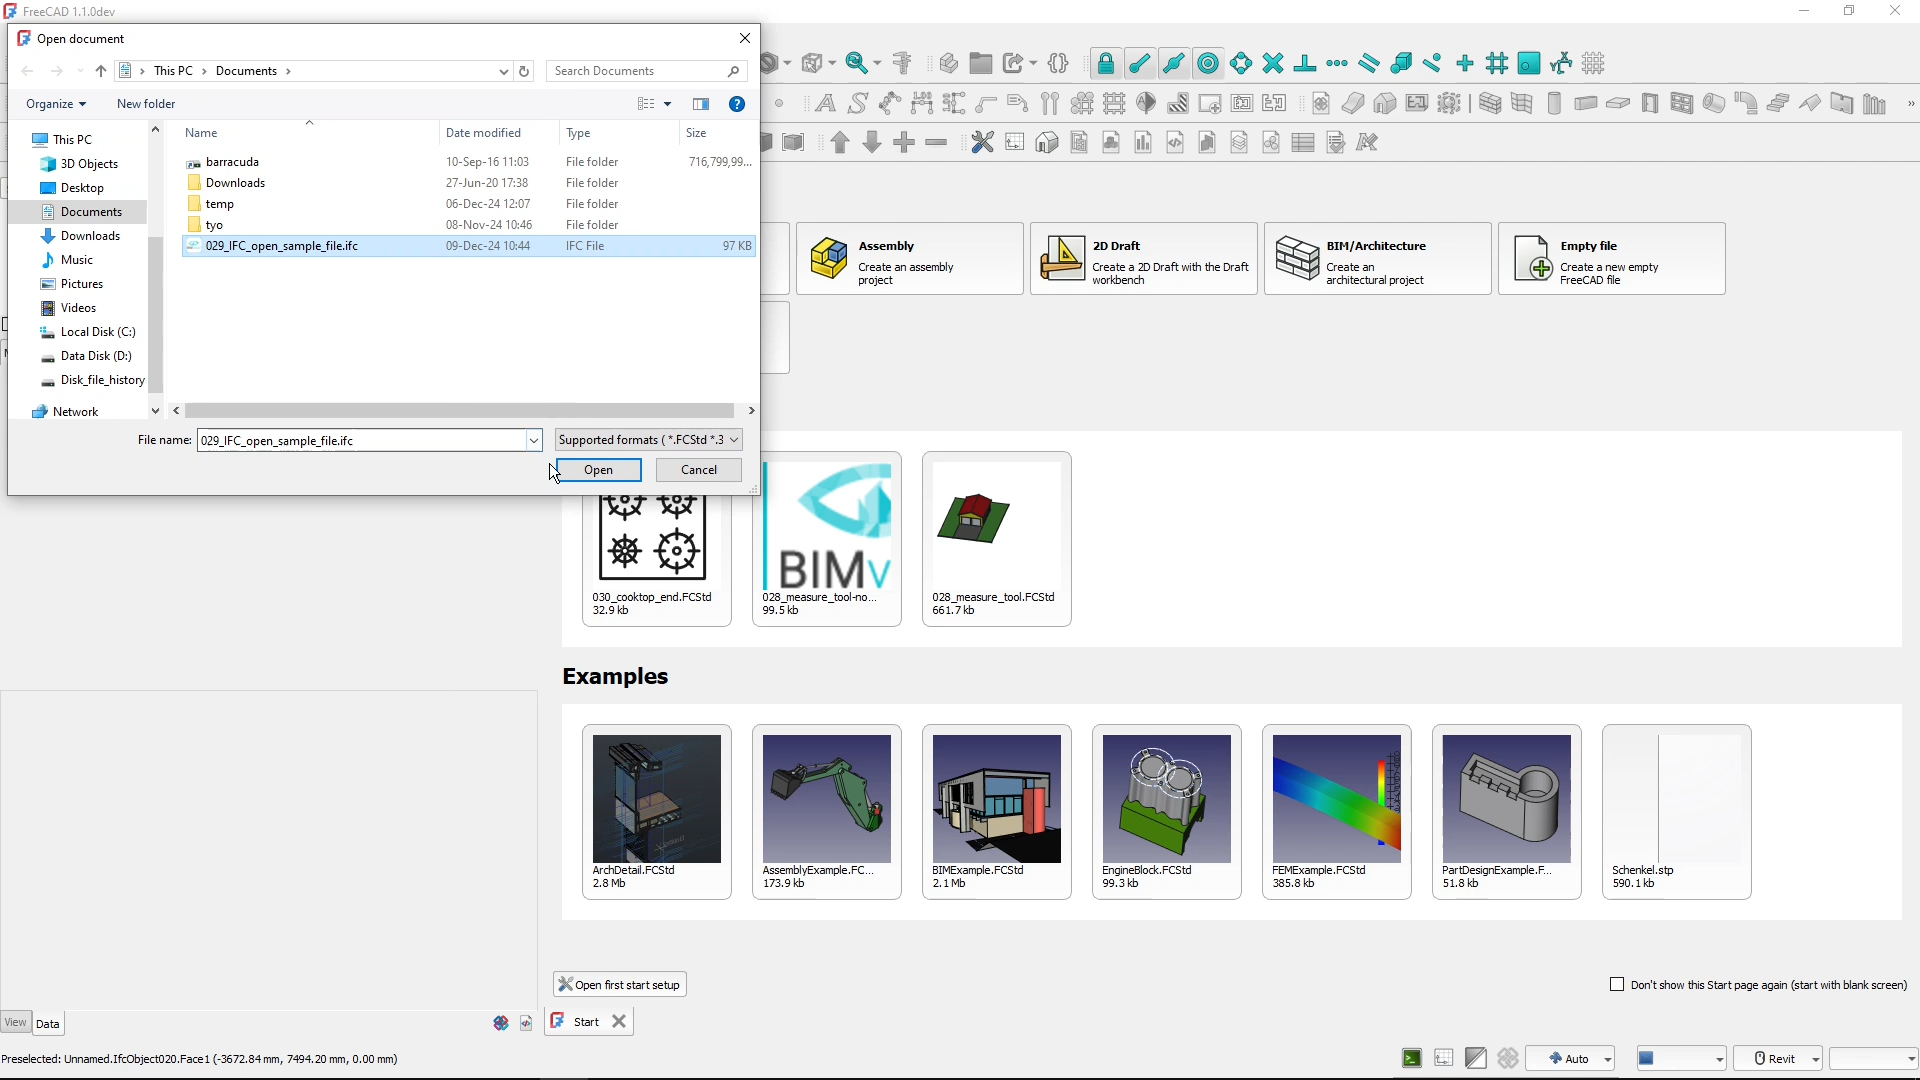 FreeCAD 1.1.0dev
Open document
This PC > Documents >
Search Documents
Organize
New folder
Name
Date modified
Type
Size
This PC
3D Objects
Desktop
Documents
Downloads
Music
Pictures
Videos
Local Disk (C:)
Data Disk (D:)
Disk_file_history
Network
barracuda 10-Sep-16 11:03 File folder 716,799,99...
Downloads 27-Jun-20 17:38 File folder
temp 06-Dec-24 12:07 File folder
tyo 08-Nov-24 10:46 File folder
029_IFC_open_sample_file.ifc 09-Dec-24 10:44 IFC File 97 KB
File name: 029_IFC_open_sample_file.ifc
Supported formats ( *.FCStd *.3
Open
Cancel
Assembly
Create an assembly
project
2D Draft
Create a 2D Draft with the Draft
workbench
BIM/Architecture
Create an
architectural project
Empty file
Create a new empty
FreeCAD file
BIMv
030_cooktop_end.FCStd
32.9 kb
028_measure_tool-no...
99.5 kb
028_measure_tool.FCStd
661.7 kb
Examples
ArchDetail.FCStd
2.8 Mb
AssemblyExample.FC...
173.9 kb
BIMExample.FCStd
2.1 Mb
EngineBlock.FCStd
99.3 kb
FEMExample.FCStd
385.8 kb
PartDesignExample.F...
51.8 kb
Schenkel.stp
590.1 kb
Open first start setup
Don't show this Start page again (start with blank screen)
View
Data
Start
Preselected: Unnamed.IfcObject020.Face1 (-3672.84 mm, 7494.20 mm, 0.00 mm)
Auto
Revit